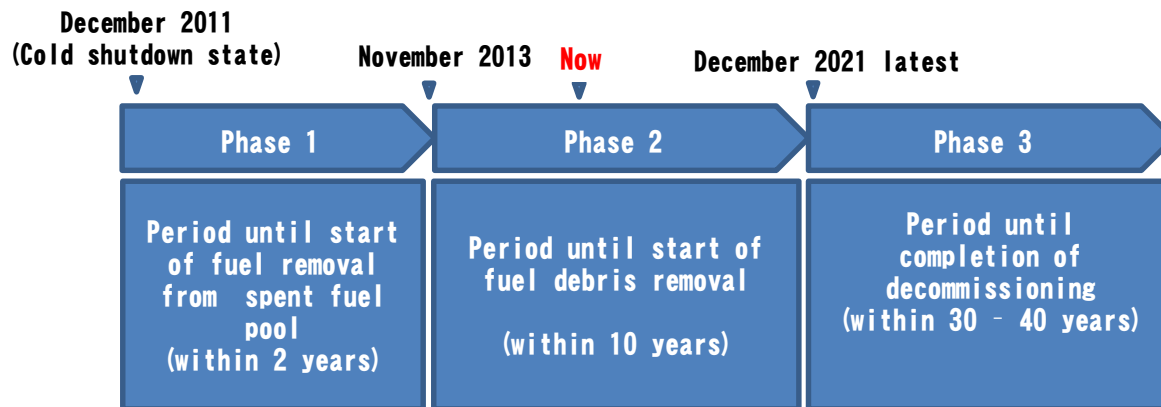 December 2011
(Cold shutdown state)
November 2013
Now
December 2021 latest
Phase 1
Phase 2
Phase 3
Period until start
of fuel removal
from spent fuel
pool
(within 2 years)
Period until start of
fuel debris removal
(within 10 years)
Period until
completion of
decommissioning
(within 30 – 40 years)